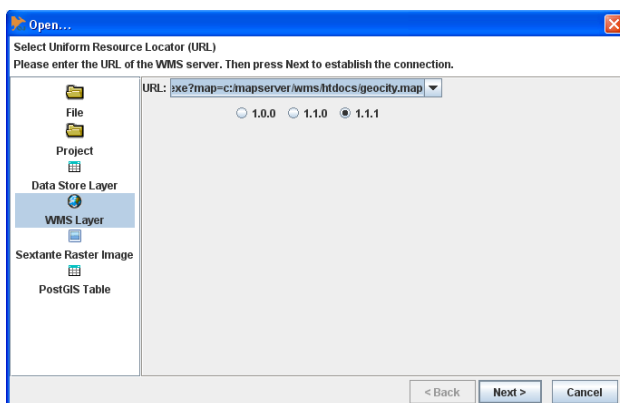 Open...
Select Uniform Resource Locator (URL)
Please enter the URL of the WMS server. Then press Next to establish the connection.
File
Project
Data Store Layer
WMS Layer
Sextante Raster Image
PostGIS Table
URL: exe?map=c:/mapserver/wms/htdocs/geocity.map
1.0.0 1.1.0 1.1.1
< Back Next > Cancel